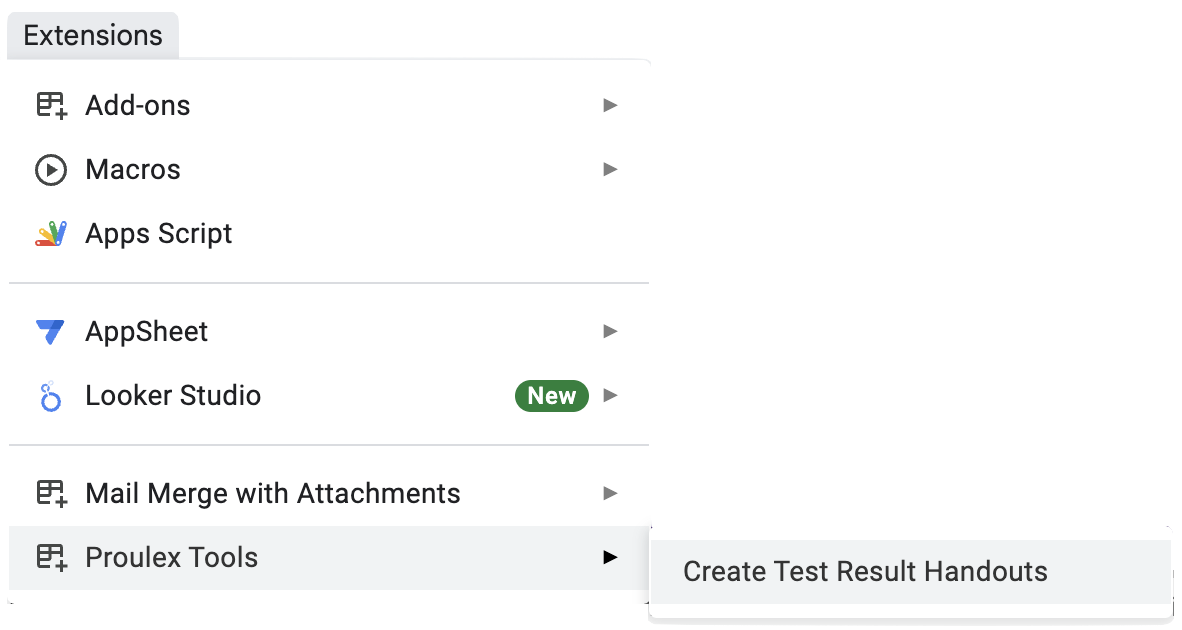 Extensions
Add-ons
Macros
Apps Script
AppSheet
Looker Studio New
Mail Merge with Attachments
Proulex Tools
Create Test Result Handouts